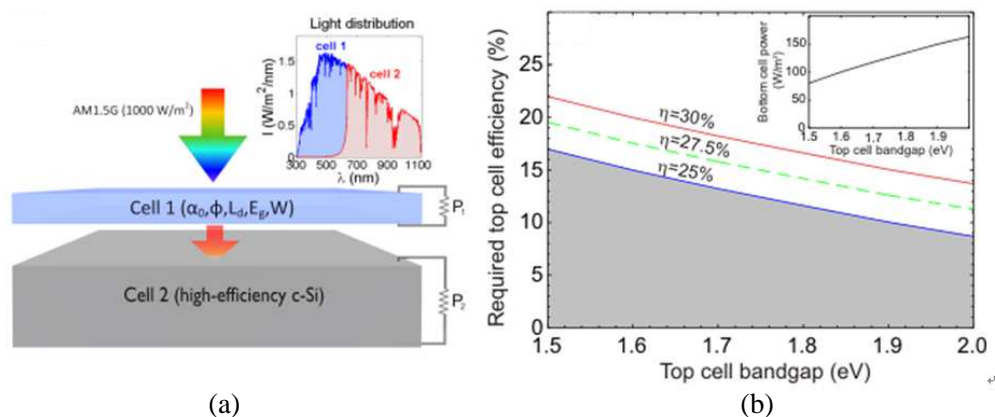 (a)
Light distribution
cell 1
cell 2
I (W/m²/nm)
1.5
1
0.5
0
300 500 700 900 1100
λ (nm)
AM1.5G (1000 W/m²)
Cell 1 (α₀,ϕ,L_d,E_g,W)
P₁
Cell 2 (high-efficiency c-Si)
P₂
(a)
(b)
Required top cell efficiency (%)
25
20
15
10
5
0
η=30%
η=27.5%
η=25%
1.5 1.6 1.7 1.8 1.9 2.0
Top cell bandgap (eV)
Bottom cell power
(W/m²)
150
100
50
0
1.5 1.6 1.7 1.8 1.9
Top cell bandgap (eV)
(b)